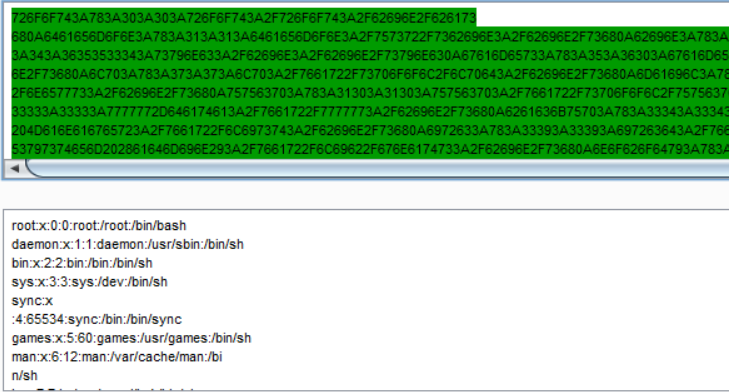 726F6F743A783A303A303A726F6F743A2F726F6F743A2F62696E2F626173
680A6461656D6F6E3A783A313A313A6461656D6F6E3A2F7573722F7362696E3A2F62696E2F73680A62696E3A783A
3A343A36353533343A73796E633A2F62696E3A2F62696E2F73796E630A67616D65733A783A353A36303A67616D65
6E2F73680A6C703A783A373A373A6C703A2F7661722F73706F6F6C2F6C70643A2F62696E2F73680A6D61696C3A78
2F6E6577733A2F62696E2F73680A757563703A783A31303A31303A757563703A2F7661722F73706F6F6C2F75756370
33333A33333A7777772D646174613A2F7661722F7777773A2F62696E2F73680A6261636B75703A783A33343A33343
204D616E616765723A2F7661722F6C6973743A2F62696E2F73680A6972633A783A33393A33393A697263643A2F766
53797374656D202861646D696E293A2F7661722F6C69622F676E6174733A2F62696E2F73680A6E6F626F64793A783A
root:x:0:0:root:/root:/bin/bash
daemon:x:1:1:daemon:/usr/sbin:/bin/sh
bin:x:2:2:bin:/bin:/bin/sh
sys:x:3:3:sys:/dev:/bin/sh
sync:x
:4:65534:sync:/bin:/bin/sync
games:x:5:60:games:/usr/games:/bin/sh
man:x:6:12:man:/var/cache/man:/bi
n/sh